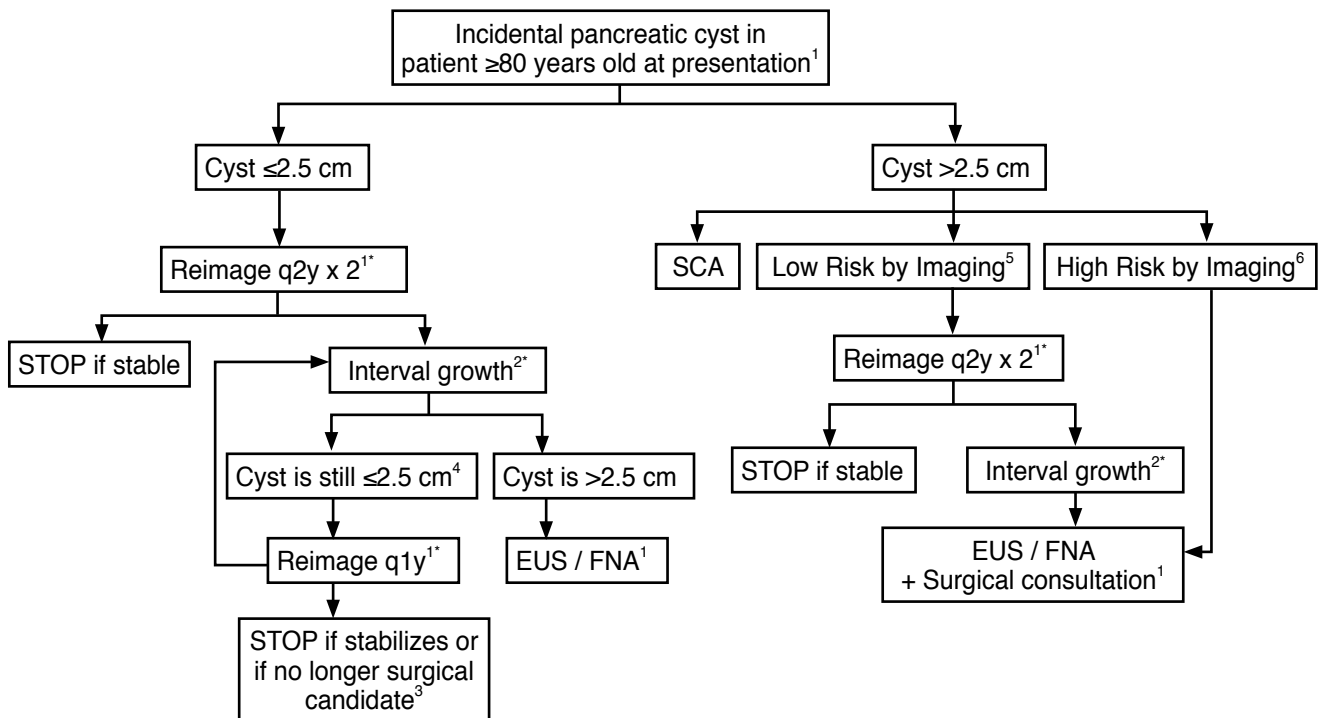 Incidental pancreatic cyst in
patient ≥80 years old at presentation¹
Cyst ≤2.5 cm
Cyst >2.5 cm
Reimage q2y x 2¹*
SCA
Low Risk by Imaging⁵
High Risk by Imaging⁶
STOP if stable
Interval growth²*
Reimage q2y x 2¹*
Cyst is still ≤2.5 cm⁴
Cyst is >2.5 cm
STOP if stable
Interval growth²*
Reimage q1y¹*
EUS / FNA¹
EUS / FNA
+ Surgical consultation¹
STOP if stabilizes or
if no longer surgical
candidate³